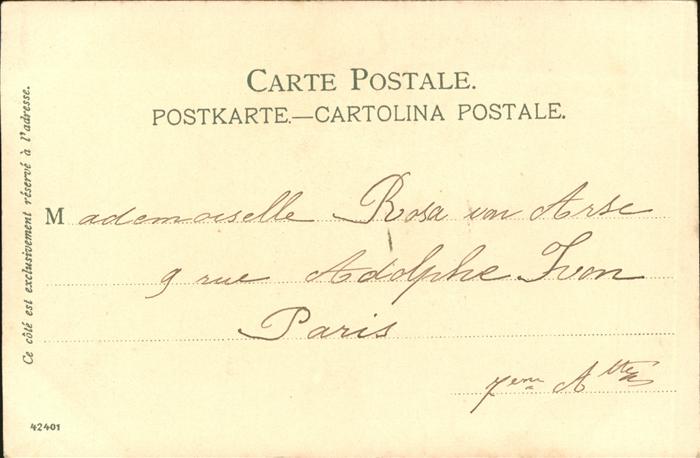 CARTE POSTALE.
POSTKARTE.—CARTOLINA POSTALE.
Ce côté est exclusivement réservé à l'adresse.
Mademoiselle Rosa von Arse
9 rue Adolphe Ivon
Paris
42401